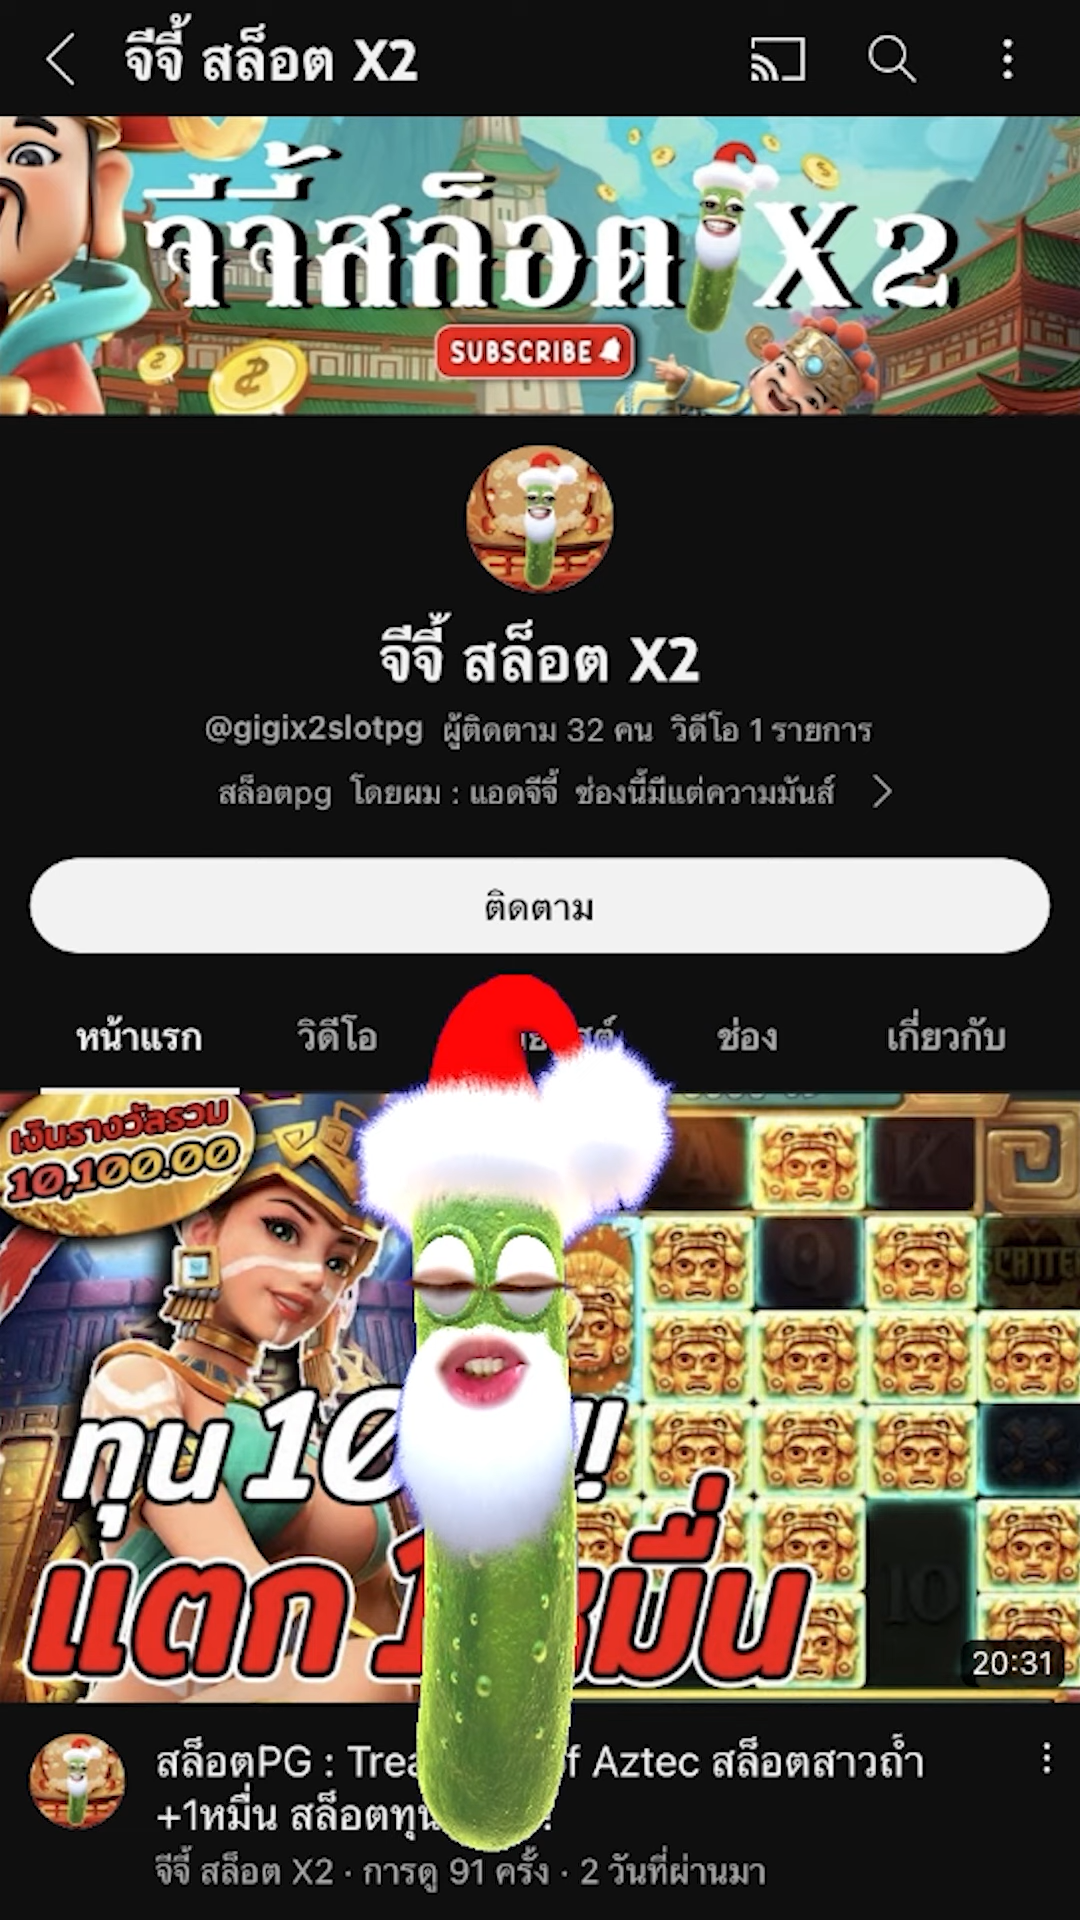 จีจี้ สล็อต X2
จีจี้สล็อต X2
SUBSCRIBE
จีจี้ สล็อต X2
@gigix2slotpg ผู้ติดตาม 32 คน วิดีโอ 1 รายการ
สล็อตpg โดยผม : แอดจีจี้ ช่องนี้มีแต่ความมันส์
ติดตาม
หน้าแรก วิดีโอ ช่อง เกี่ยวกับ
เงินรางวัลรวม
10,100.00
A K
Q
ทุน 10 !!
แตก 1 หมื่น
10
20:31
สล็อตPG : Trea f Aztec สล็อตสาวถ้ำ
+1หมื่น สล็อตทุน !
จีจี้ สล็อต X2 · การดู 91 ครั้ง · 2 วันที่ผ่านมา